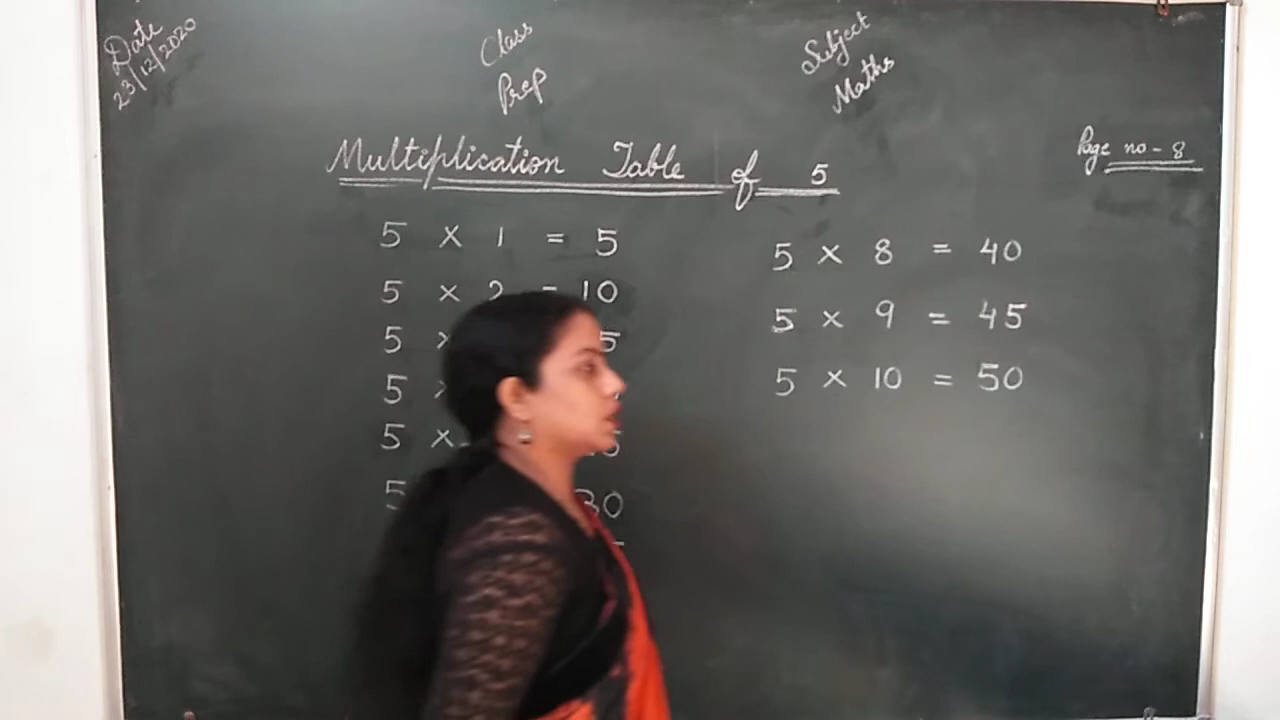 Date
23/12/2020
Class
Prep
Subject
Maths
Page no - 8
Multiplication Table of 5
5 × 1 = 5
5 × 2 = 10
5 × 5
5
5 ×
5 30
5 × 8 = 40
5 × 9 = 45
5 × 10 = 50